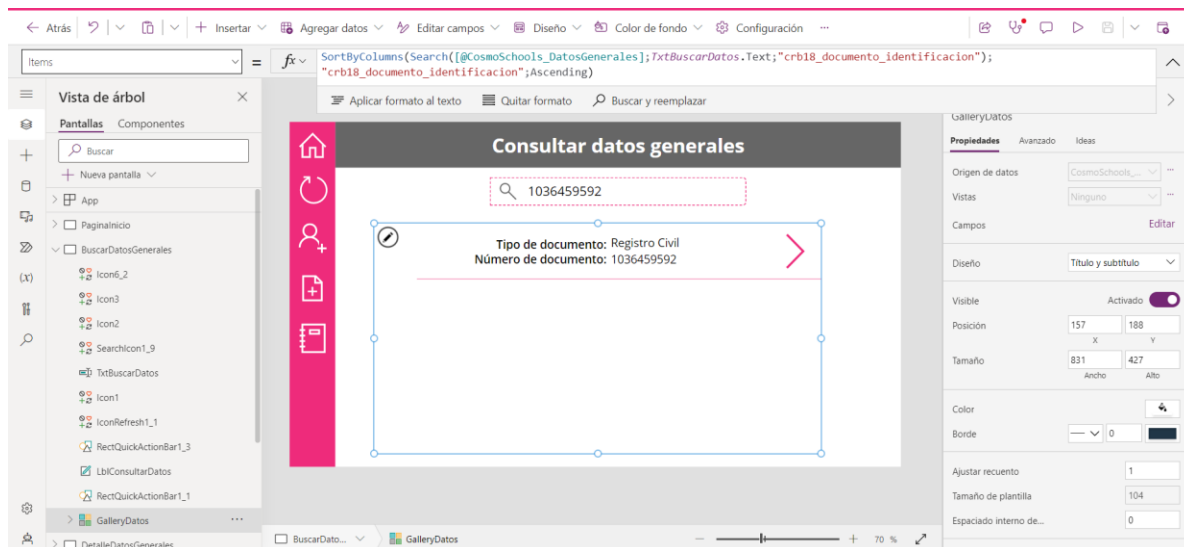 Atrás
Insertar
Agregar datos
Editar campos
Diseño
Color de fondo
Configuración
Items
=
fx
SortByColumns(Search([@CosmoSchools_DatosGenerales];TxtBuscarDatos.Text;"crb18_documento_identificacion");
"crb18_documento_identificacion";Ascending)
Aplicar formato al texto
Quitar formato
Buscar y reemplazar
Vista de árbol
Pantallas Componentes
Buscar
Nueva pantalla
App
PaginaInicio
BuscarDatosGenerales
Icon6_2
Icon3
Icon2
SearchIcon1_9
TxtBuscarDatos
Icon1
IconRefresh1_1
RectQuickActionBar1_3
LblConsultarDatos
RectQuickActionBar1_1
GalleryDatos
DetalleDatosGenerales
Consultar datos generales
1036459592
Tipo de documento: Registro Civil
Número de documento: 1036459592
BuscarDato...
GalleryDatos
70 %
GalleryDatos
Propiedades Avanzado Ideas
Origen de datos CosmoSchools_...
Vistas Ninguno
Campos Editar
Diseño Título y subtítulo
Visible Activado
Posición 157 188
X Y
Tamaño 831 427
Ancho Alto
Color
Borde 0
Ajustar recuento 1
Tamaño de plantilla 104
Espaciado interno de... 0